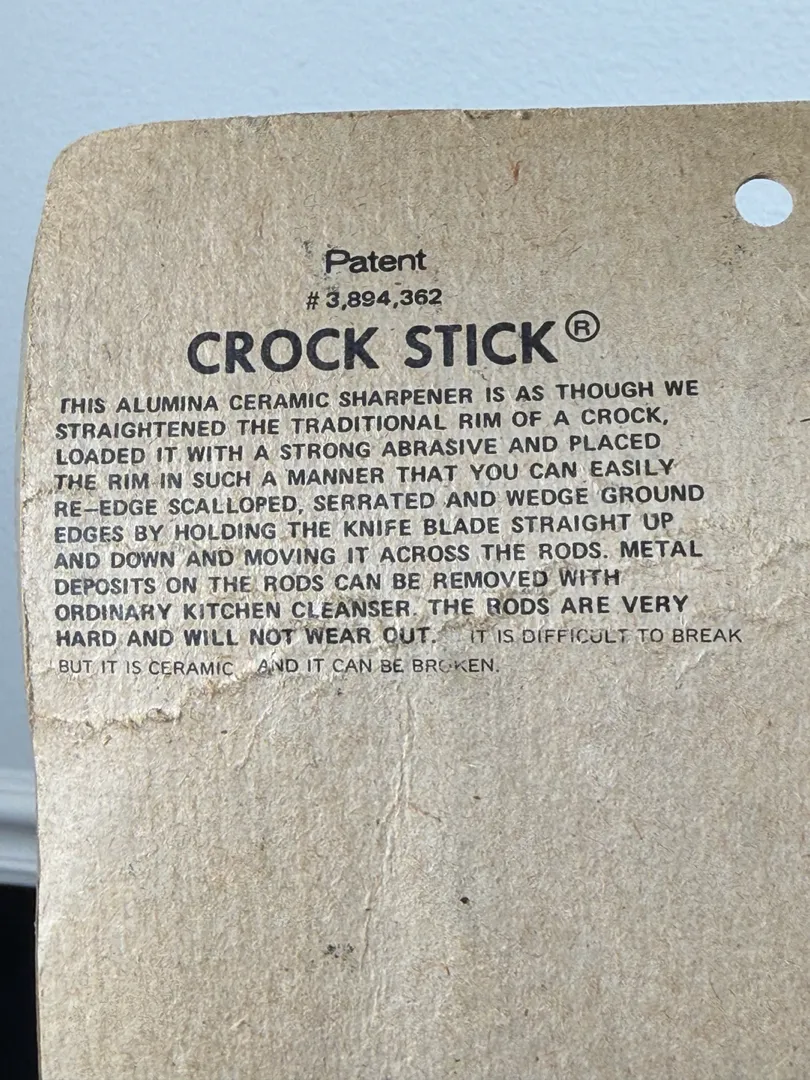 Patent
# 3,894,362
CROCK STICK®
THIS ALUMINA CERAMIC SHARPENER IS AS THOUGH WE
STRAIGHTENED THE TRADITIONAL RIM OF A CROCK,
LOADED IT WITH A STRONG ABRASIVE AND PLACED
THE RIM IN SUCH A MANNER THAT YOU CAN EASILY
RE–EDGE SCALLOPED, SERRATED AND WEDGE GROUND
EDGES BY HOLDING THE KNIFE BLADE STRAIGHT UP
AND DOWN AND MOVING IT ACROSS THE RODS. METAL
DEPOSITS ON THE RODS CAN BE REMOVED WITH
ORDINARY KITCHEN CLEANSER. THE RODS ARE VERY
HARD AND WILL NOT WEAR OUT. IT IS DIFFICULT TO BREAK
BUT IT IS CERAMIC AND IT CAN BE BROKEN.